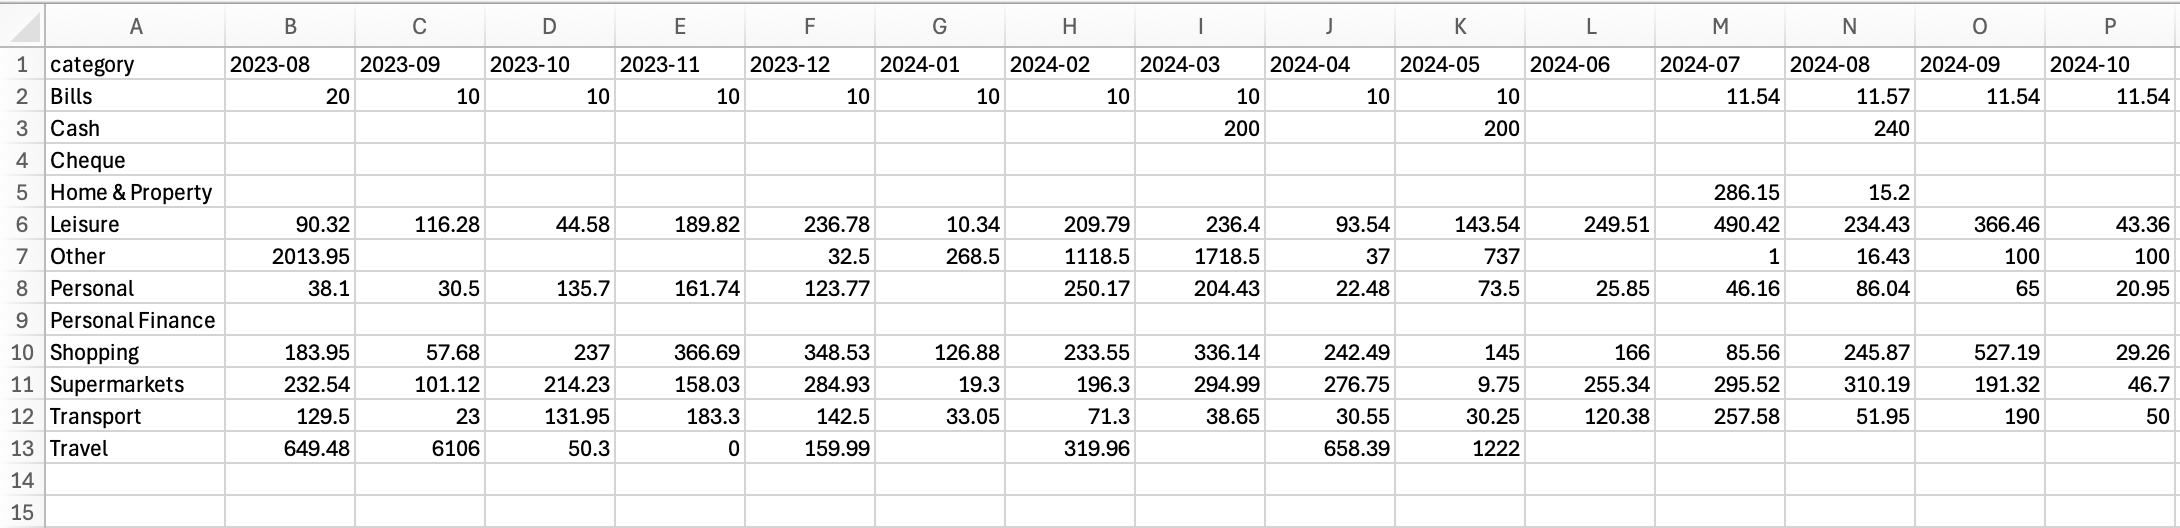 A B C D E F G H I J K L M N O P
1 category 2023-08 2023-09 2023-10 2023-11 2023-12 2024-01 2024-02 2024-03 2024-04 2024-05 2024-06 2024-07 2024-08 2024-09 2024-10
2 Bills 20 10 10 10 10 10 10 10 10 10 11.54 11.57 11.54 11.54
3 Cash 200 200 240
4 Cheque
5 Home & Property 286.15 15.2
6 Leisure 90.32 116.28 44.58 189.82 236.78 10.34 209.79 236.4 93.54 143.54 249.51 490.42 234.43 366.46 43.36
7 Other 2013.95 32.5 268.5 1118.5 1718.5 37 737 1 16.43 100 100
8 Personal 38.1 30.5 135.7 161.74 123.77 250.17 204.43 22.48 73.5 25.85 46.16 86.04 65 20.95
9 Personal Finance
10 Shopping 183.95 57.68 237 366.69 348.53 126.88 233.55 336.14 242.49 145 166 85.56 245.87 527.19 29.26
11 Supermarkets 232.54 101.12 214.23 158.03 284.93 19.3 196.3 294.99 276.75 9.75 255.34 295.52 310.19 191.32 46.7
12 Transport 129.5 23 131.95 183.3 142.5 33.05 71.3 38.65 30.55 30.25 120.38 257.58 51.95 190 50
13 Travel 649.48 6106 50.3 0 159.99 319.96 658.39 1222
14
15